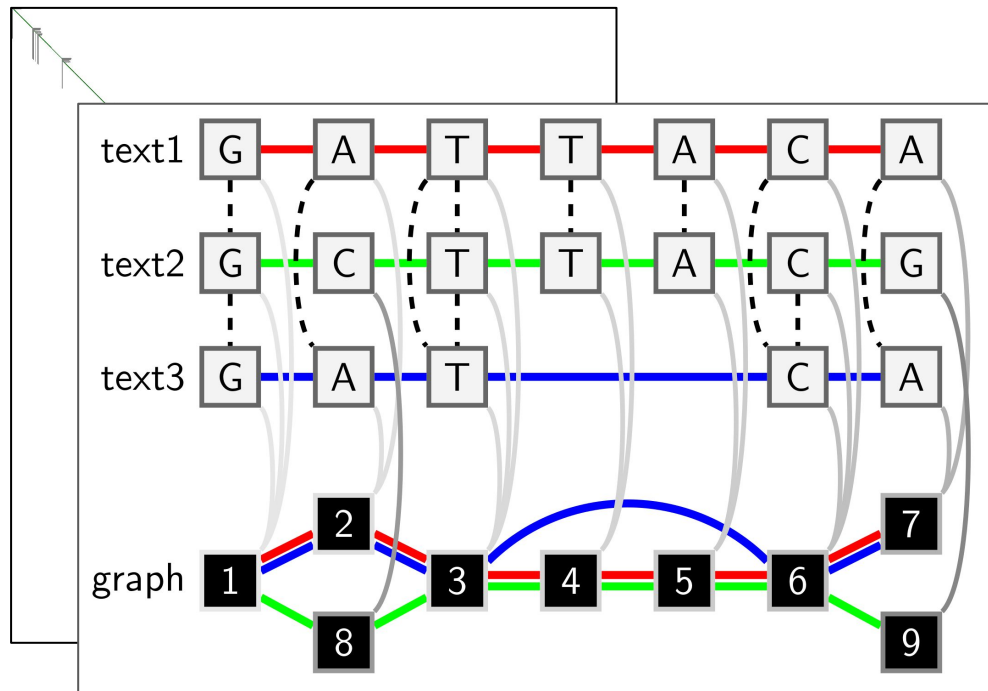 text1 G A T T A C A
text2 G C T T A C G
text3 G A T C A
2 7
graph 1 3 4 5 6
8 9